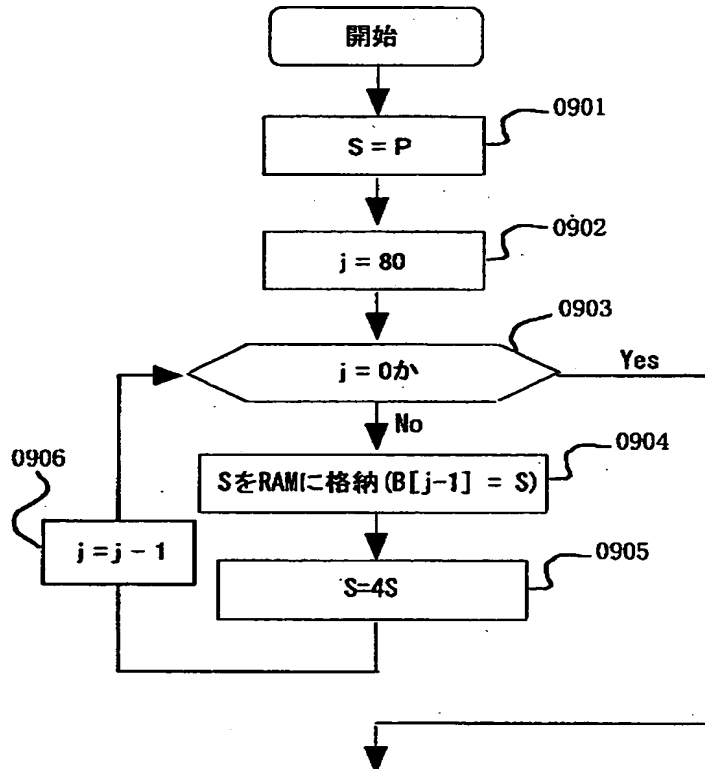 開始
0901
S = P
0902
j = 80
0903
j = 0か
Yes
No
0904
SをRAMに格納(B[j-1] = S)
0906
j = j - 1
0905
S=4S